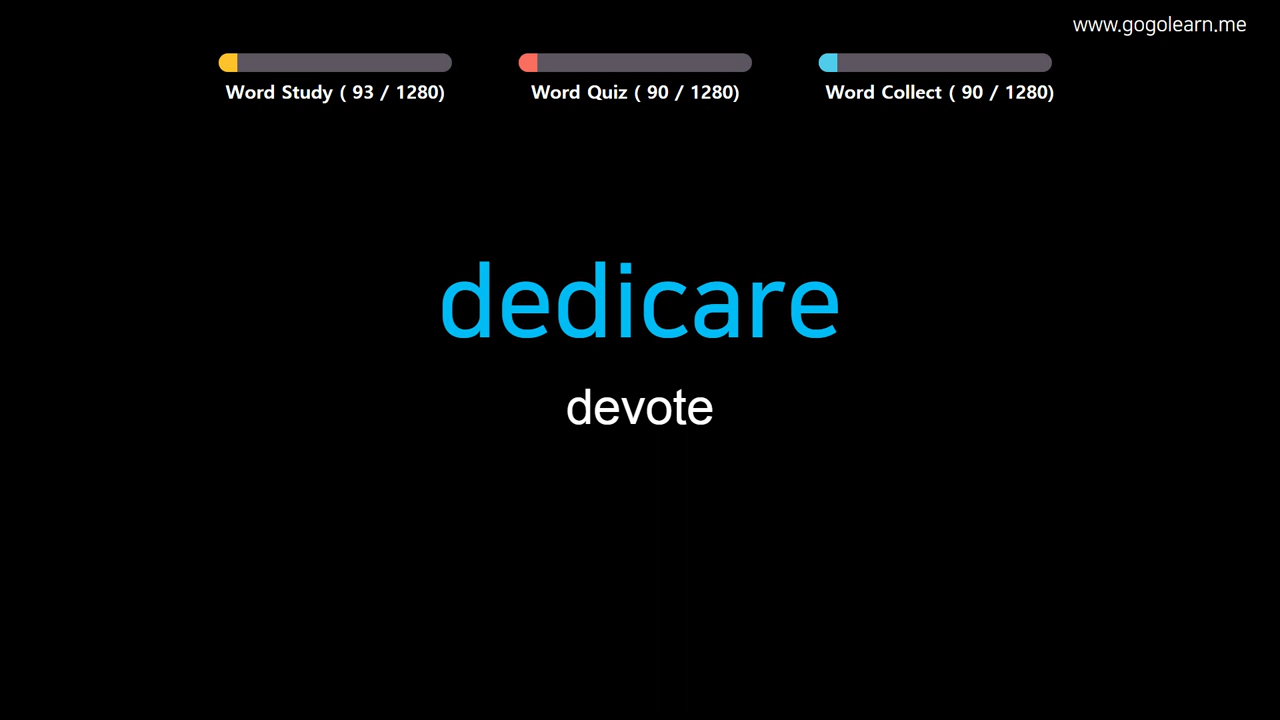 www.gogolearn.me
Word Study ( 93 / 1280)
Word Quiz ( 90 / 1280)
Word Collect ( 90 / 1280)
dedicare
devote